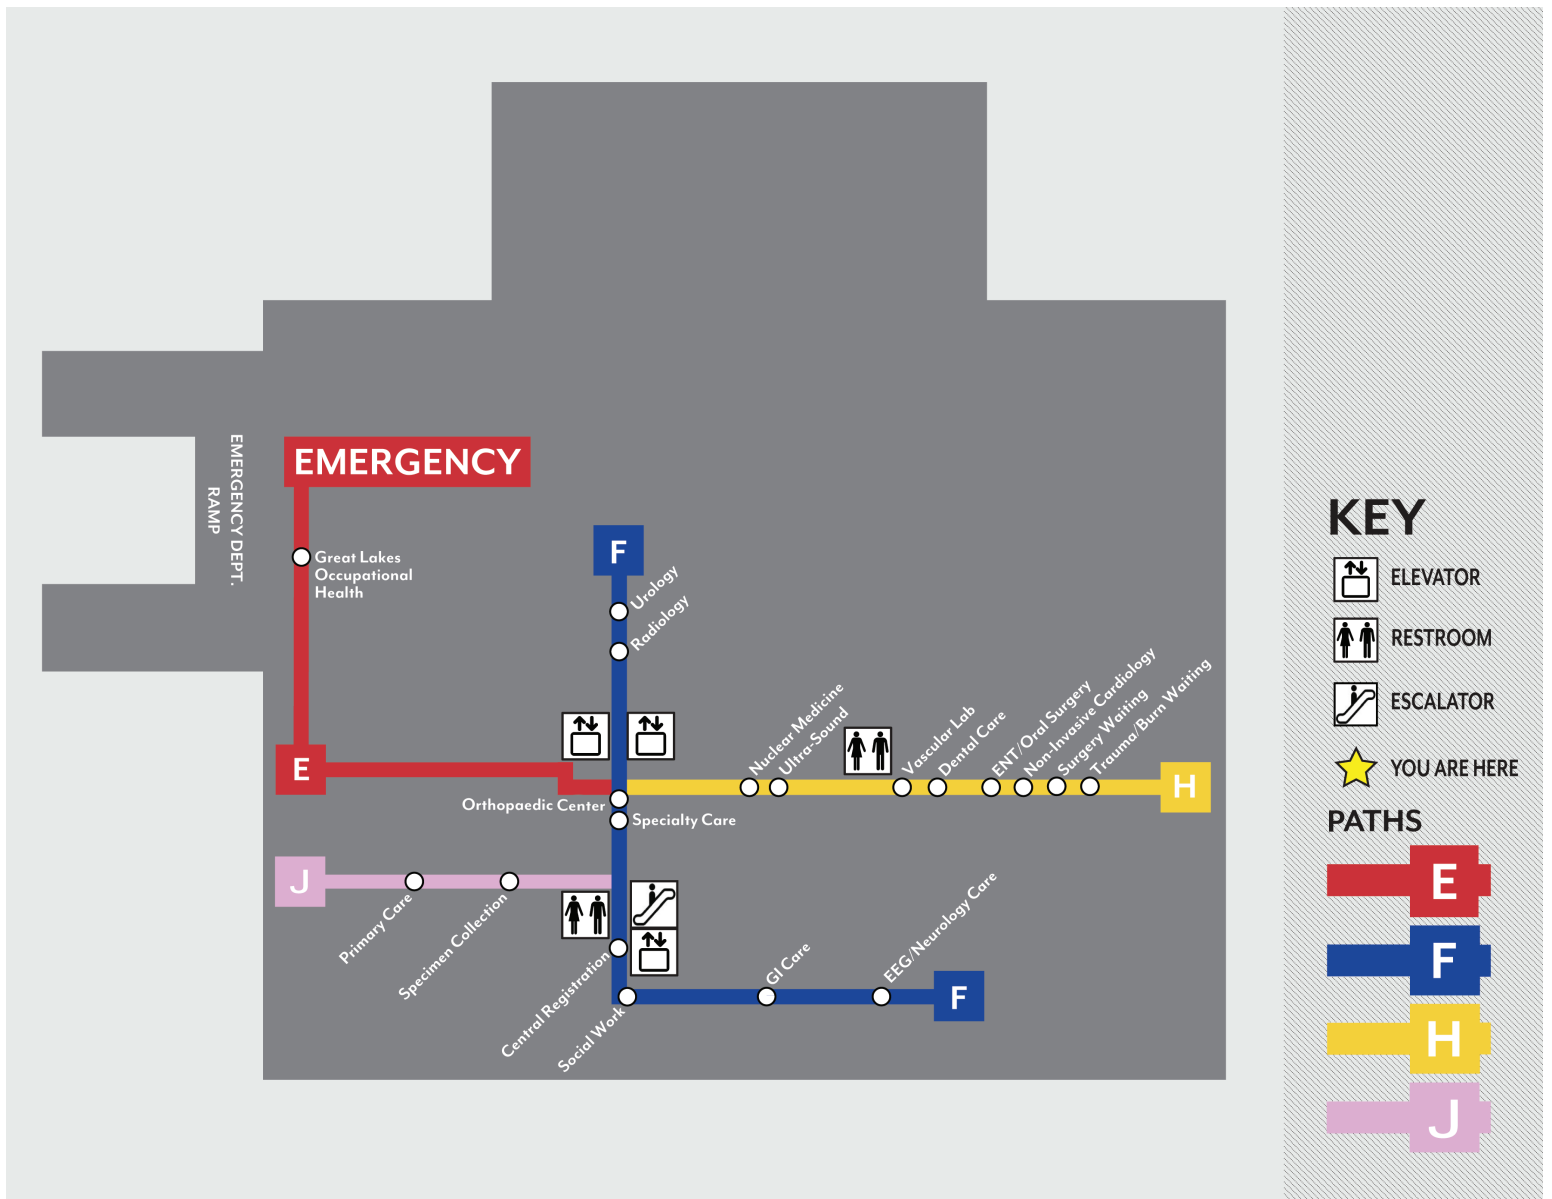 EMERGENCY DEPT.
RAMP
EMERGENCY
Great Lakes
Occupational
Health
F
Urology
Radiology
E
Orthopaedic Center
Specialty Care
Nuclear Medicine
Ultra-Sound
Vascular Lab
Dental Care
ENT/Oral Surgery
Non-Invasive Cardiology
Surgery Waiting
Trauma/Burn Waiting
H
J
Primary Care
Specimen Collection
Central Registration
Social Work
GI Care
EEG/Neurology Care
F
KEY
ELEVATOR
RESTROOM
ESCALATOR
YOU ARE HERE
PATHS
E
F
H
J